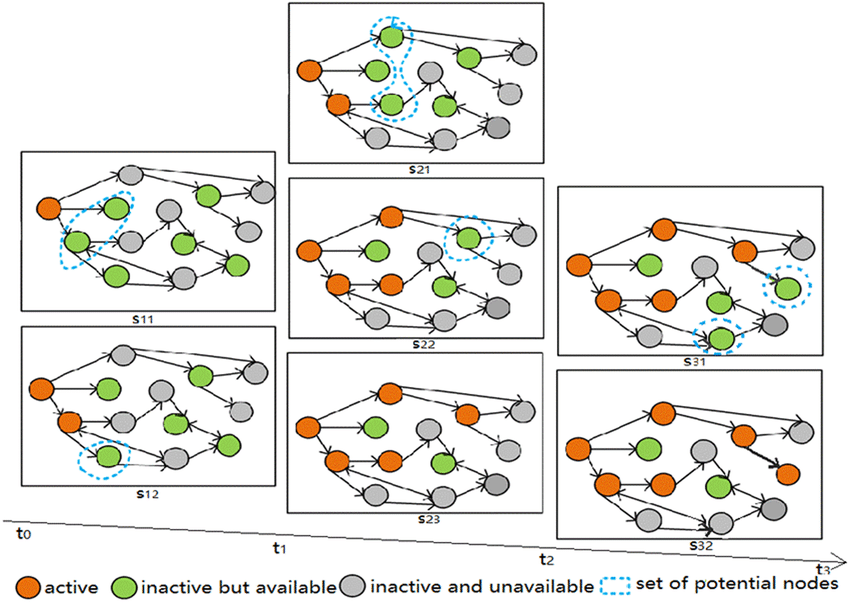 s21
s11
s22
s31
s12
s23
s32
t0
t1
t2
t3
active
inactive but available
inactive and unavailable
set of potential nodes